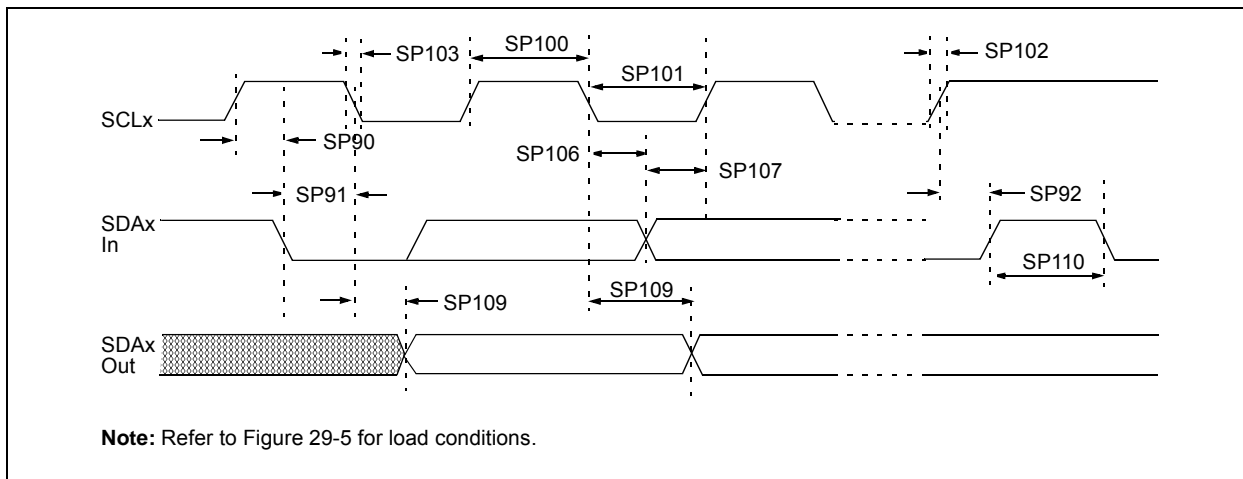 SP103
SP100
SP101
SP102
SCLx
SP90
SP106
SP107
SP91
SP92
SDAx
In
SP110
SP109
SP109
SDAx
Out
Note: Refer to Figure 29-5 for load conditions.